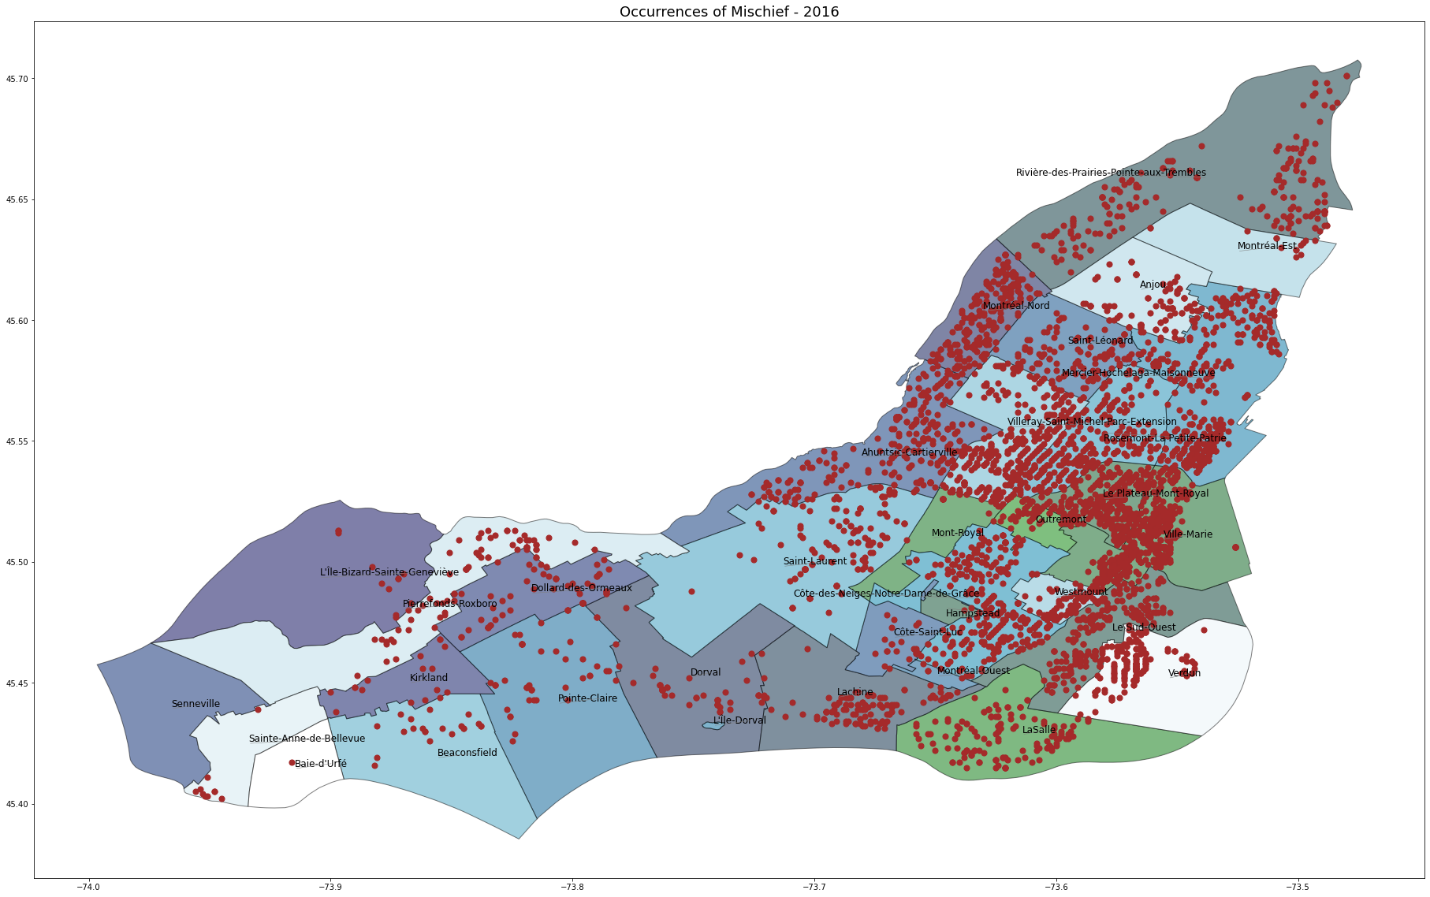 Occurrences of Mischief - 2016
45.70
Rivière-des-Prairies-Pointe-aux-Trembles
45.65
Montréal-Est
Anjou
Montréal-Nord
45.60
Saint-Léonard
Mercier-Hochelaga-Maisonneuve
Villeray-Saint-Michel-Parc-Extension
Rosemont-La Petite-Patrie
45.55
Ahuntsic-Cartierville
Le Plateau-Mont-Royal
Outremont
Mont-Royal
Ville-Marie
45.50
Saint-Laurent
L'Île-Bizard-Sainte-Geneviève
Dollard-des-Ormeaux
Côte-des-Neiges-Notre-Dame-de-Grâce
Westmount
Pierrefonds-Roxboro
Hampstead
Le Sud-Ouest
Côte-Saint-Luc
Montréal-Ouest
Dorval
Verdun
Kirkland
45.45
Lachine
Pointe-Claire
Senneville
L'Île-Dorval
LaSalle
Sainte-Anne-de-Bellevue
Beaconsfield
Baie-d'Urfé
45.40
−74.0
−73.9
−73.8
−73.7
−73.6
−73.5